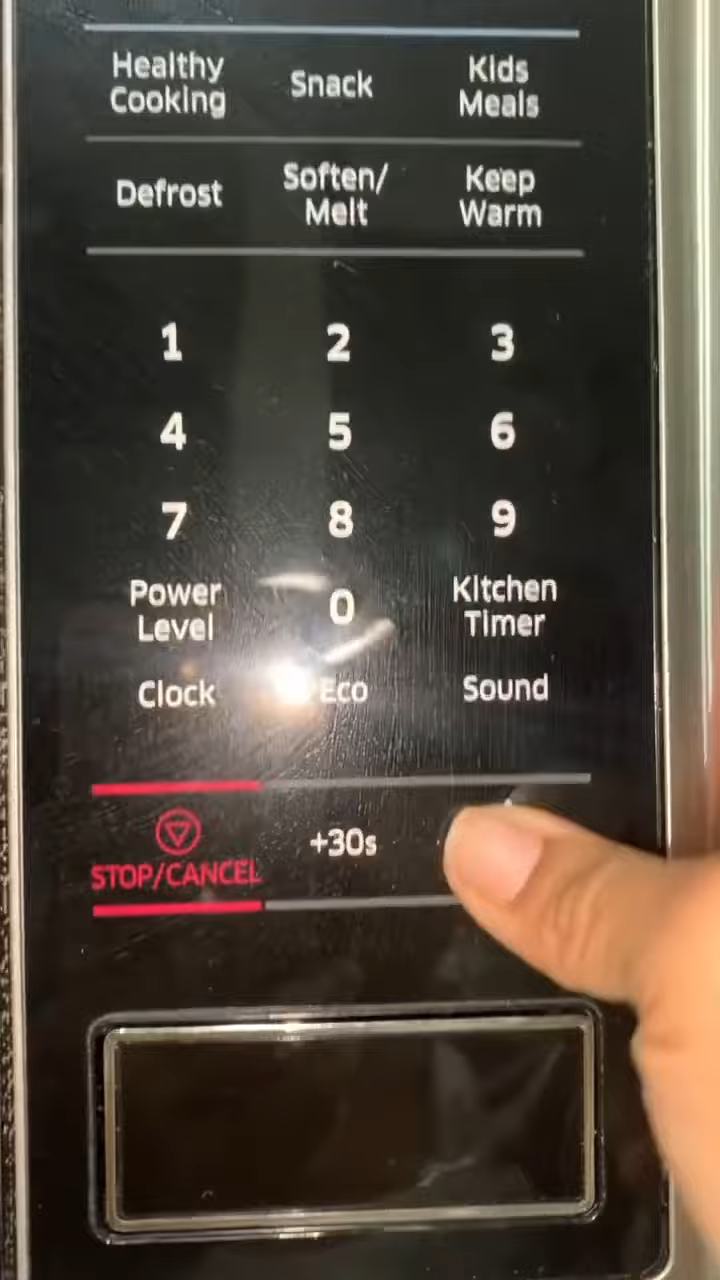 Healthy Cooking
Snack
Kids Meals
Defrost
Soften/ Melt
Keep Warm
1 2 3
4 5 6
7 8 9
Power Level
0
Kitchen Timer
Clock
Eco
Sound
STOP/CANCEL
+30s